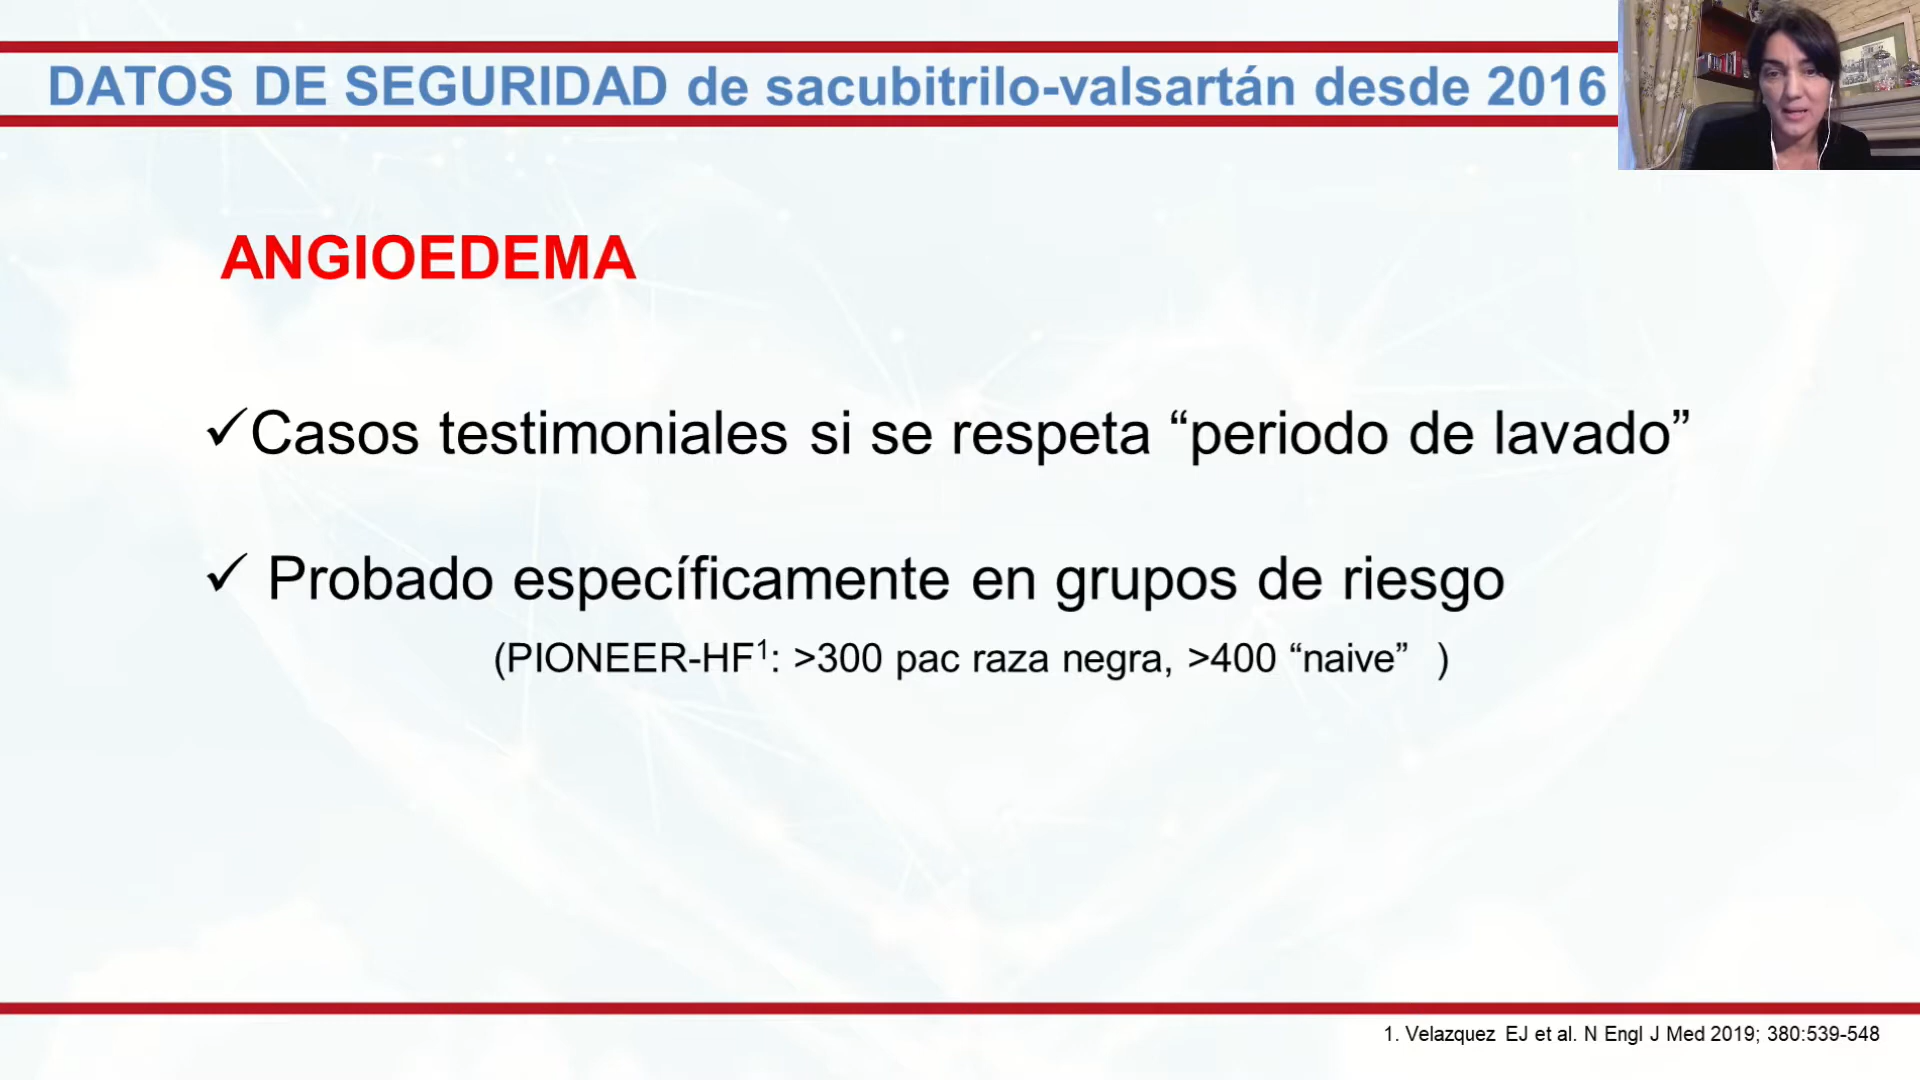 DATOS DE SEGURIDAD de sacubitrilo-valsartán desde 2016
ANGIOEDEMA
✓Casos testimoniales si se respeta “periodo de lavado”
✓ Probado específicamente en grupos de riesgo
(PIONEER-HF¹: >300 pac raza negra, >400 “naive” )
1. Velazquez EJ et al. N Engl J Med 2019; 380:539-548